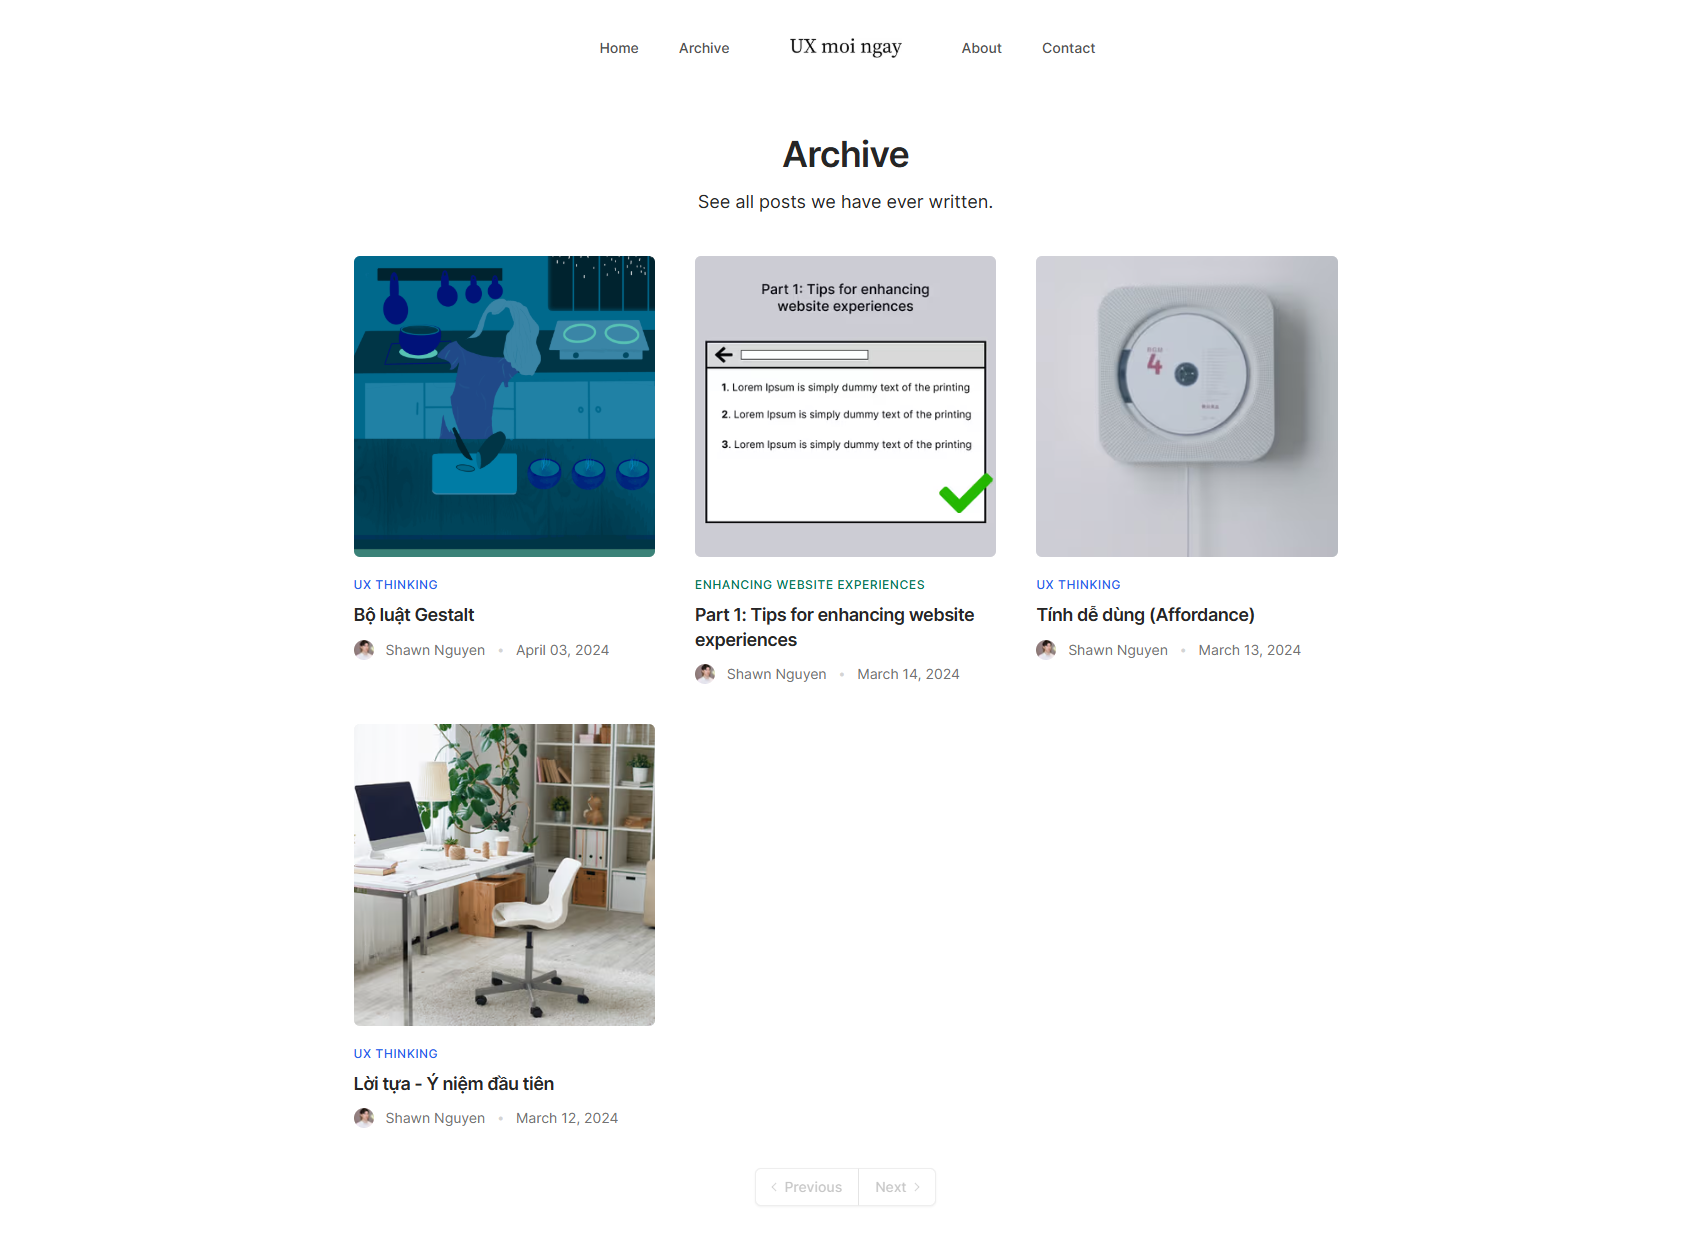 Home Archive UX moi ngay About Contact
Archive
See all posts we have ever written.
Part 1: Tips for enhancing
website experiences
1. Lorem Ipsum is simply dummy text of the printing
2. Lorem Ipsum is simply dummy text of the printing
3. Lorem Ipsum is simply dummy text of the printing
4
UX THINKING
Bộ luật Gestalt
Shawn Nguyen • April 03, 2024
ENHANCING WEBSITE EXPERIENCES
Part 1: Tips for enhancing website
experiences
Shawn Nguyen • March 14, 2024
UX THINKING
Tính dễ dùng (Affordance)
Shawn Nguyen • March 13, 2024
UX THINKING
Lời tựa - Ý niệm đầu tiên
Shawn Nguyen • March 12, 2024
Previous Next